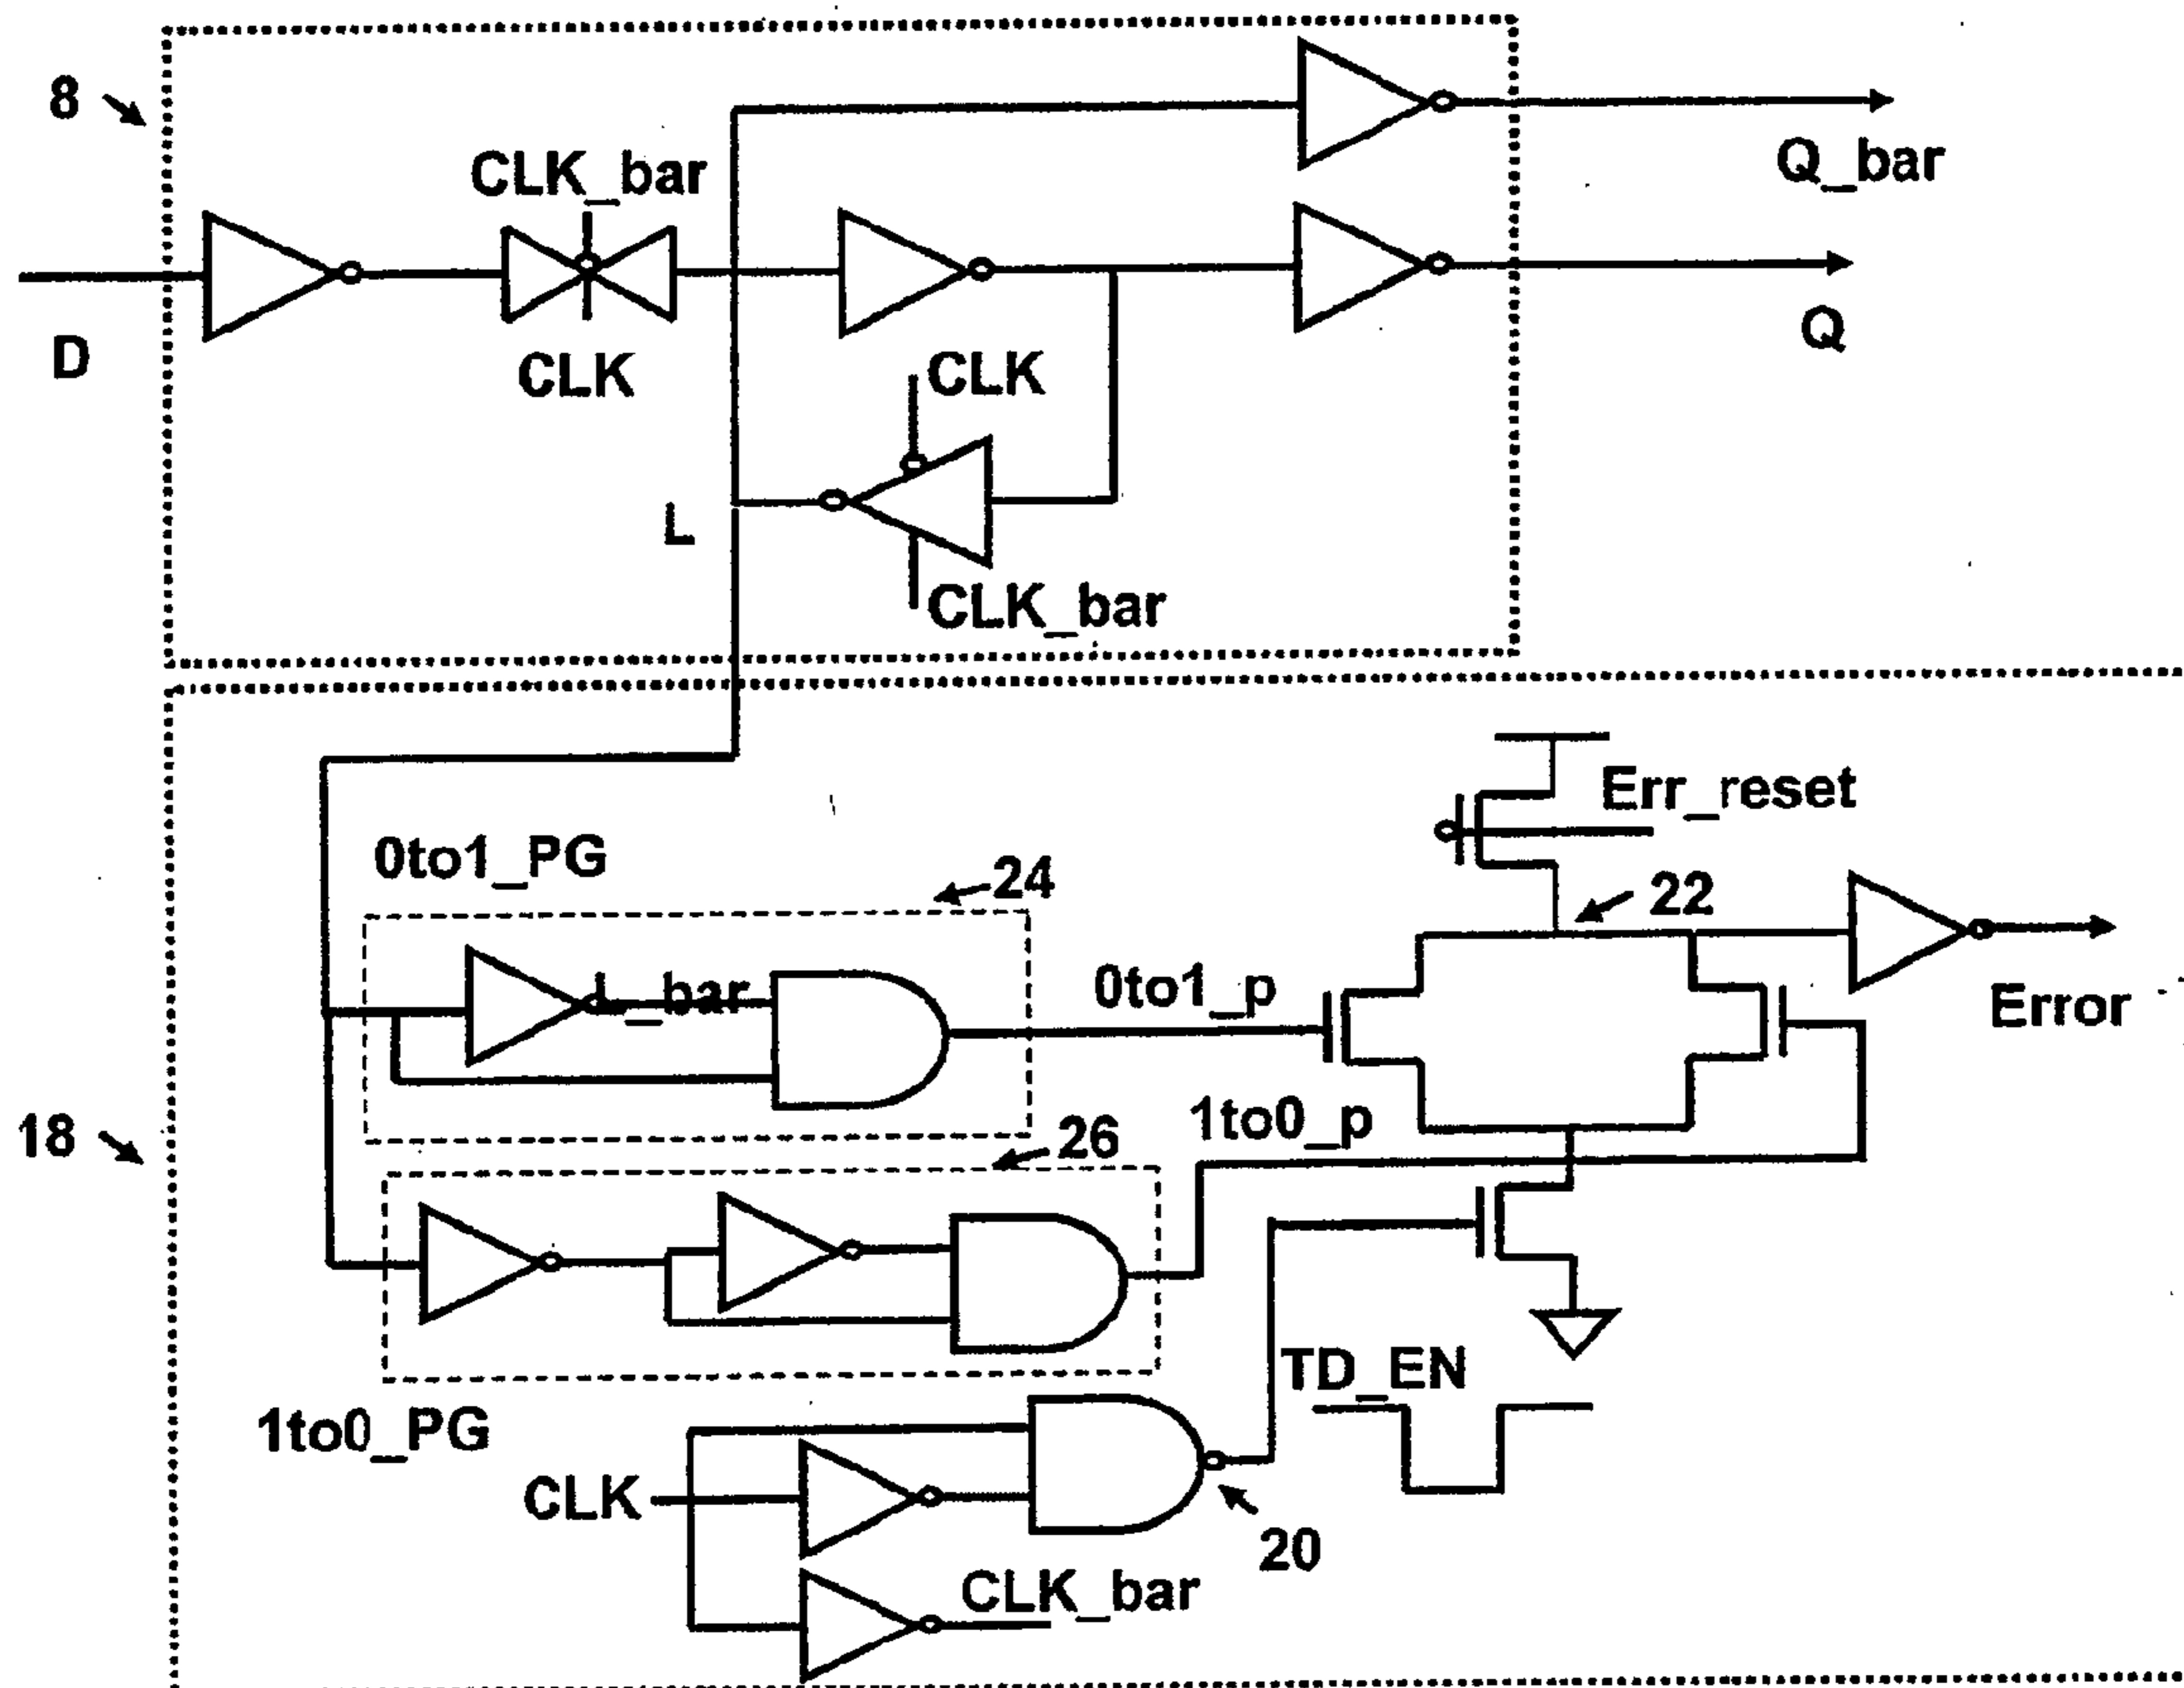 8
CLK_bar
Q_bar
D
CLK
Q
CLK
L
CLK_bar
Err_reset
0to1_PG
24
22
L_bar
0to1_p
Error
1to0_p
18
26
TD_EN
1to0_PG
CLK
20
CLK_bar